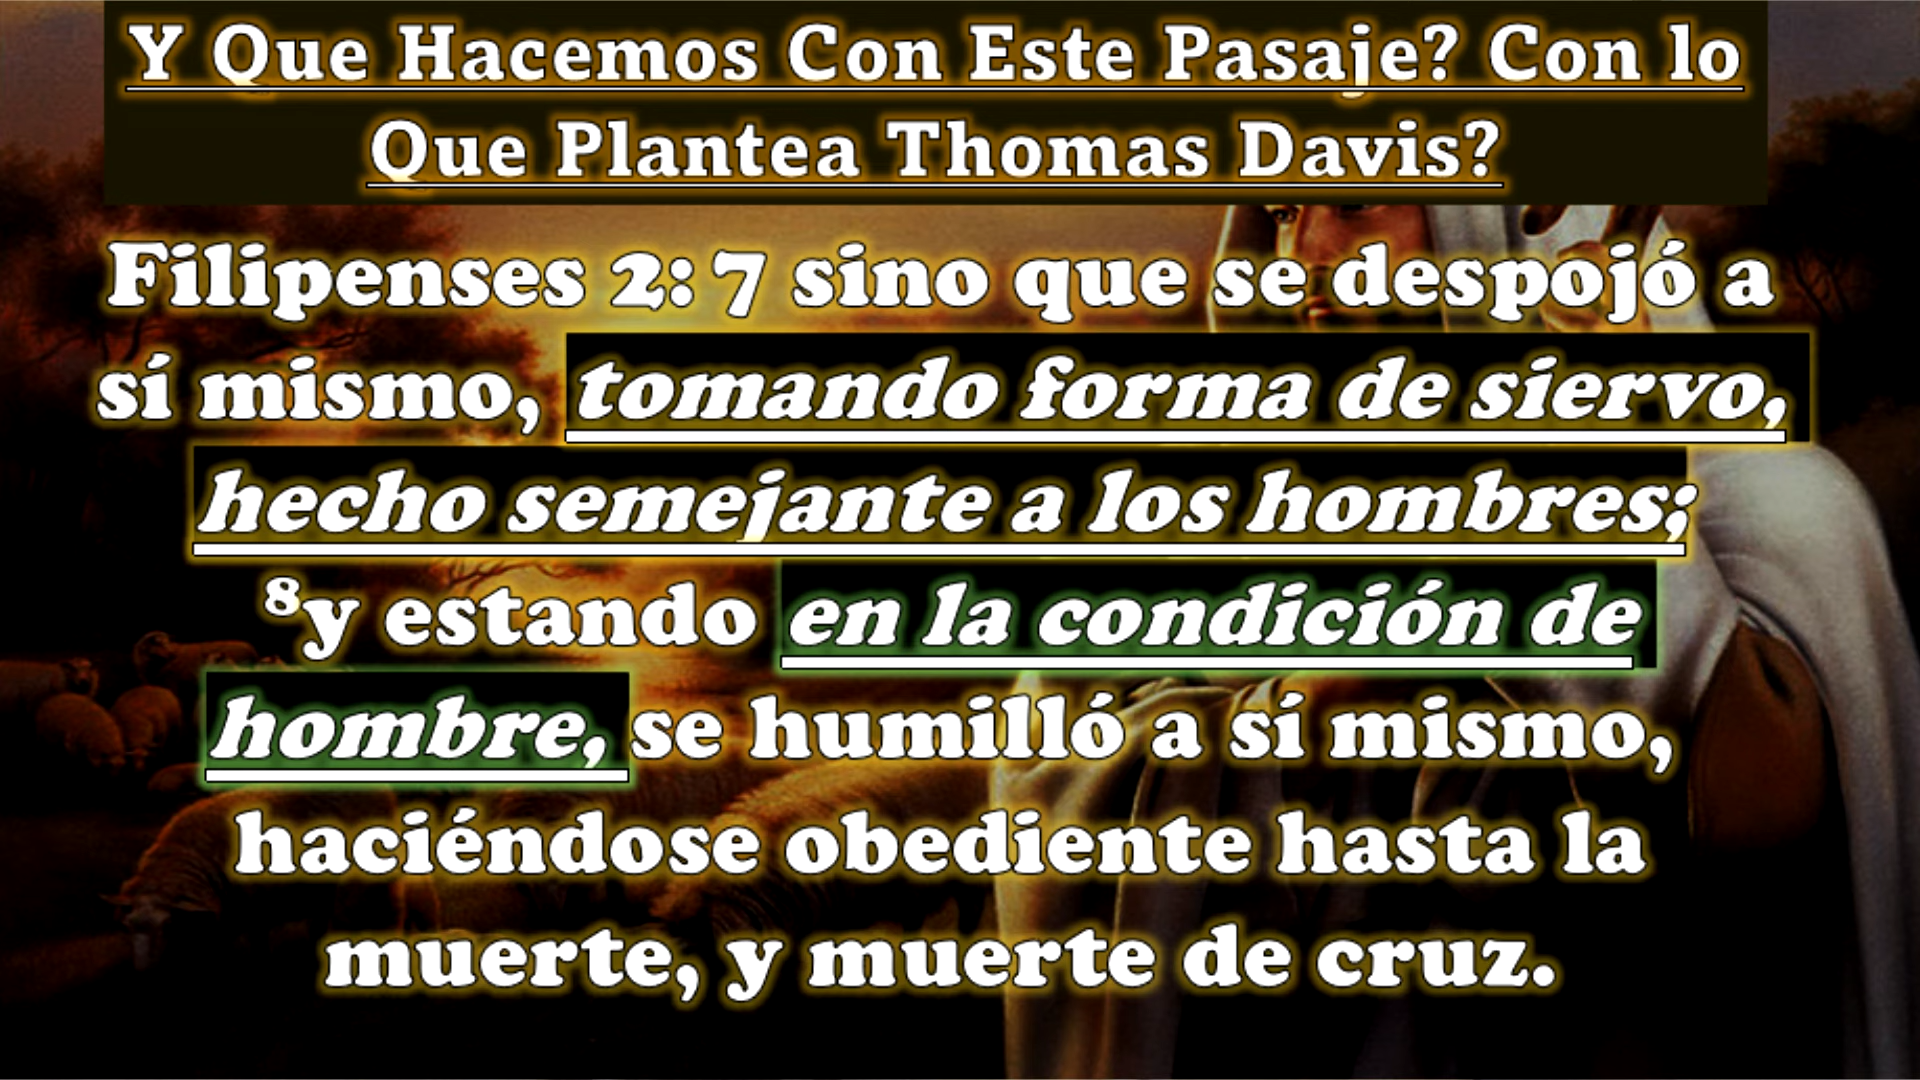 Y Que Hacemos Con Este Pasaje? Con lo
Que Plantea Thomas Davis?
Filipenses 2: 7 sino que se despojó a
sí mismo, tomando forma de siervo,
hecho semejante a los hombres;
⁸y estando en la condición de
hombre, se humilló a sí mismo,
haciéndose obediente hasta la
muerte, y muerte de cruz.